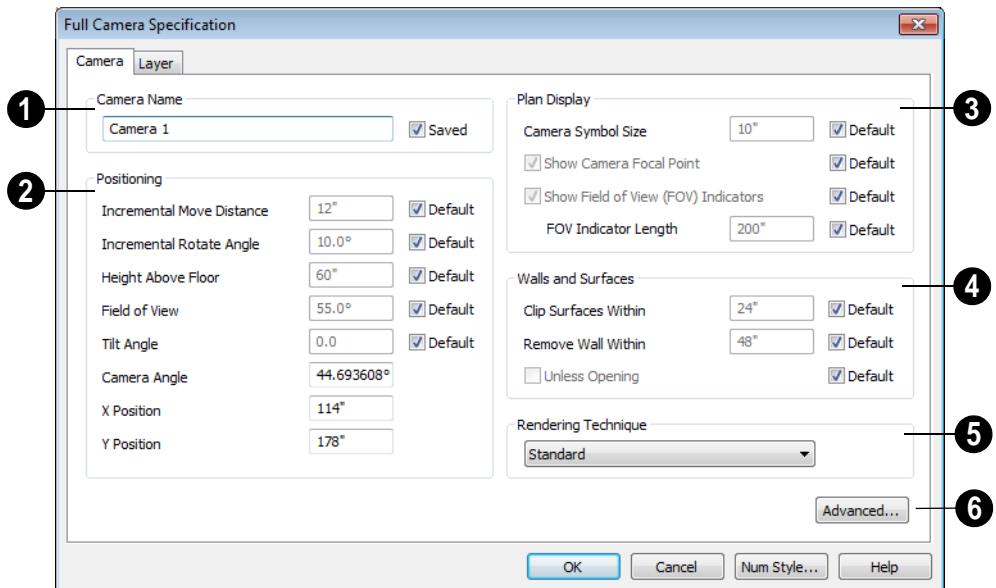 Full Camera Specification
Camera
Layer
1
Camera Name
Camera 1
Saved
2
Positioning
Incremental Move Distance 12" Default
Incremental Rotate Angle 10.0° Default
Height Above Floor 60" Default
Field of View 55.0° Default
Tilt Angle 0.0 Default
Camera Angle 44.693608°
X Position 114"
Y Position 178"
Plan Display
3
Camera Symbol Size 10" Default
Show Camera Focal Point Default
Show Field of View (FOV) Indicators Default
FOV Indicator Length 200" Default
Walls and Surfaces
4
Clip Surfaces Within 24" Default
Remove Wall Within 48" Default
Unless Opening Default
Rendering Technique
5
Standard
Advanced...
6
OK
Cancel
Num Style...
Help